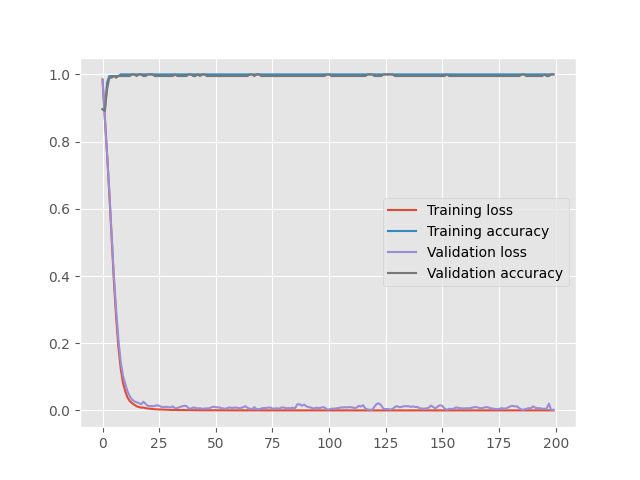 1.0
0.8
0.6
0.4
0.2
0.0
Training loss
Training accuracy
Validation loss
Validation accuracy
0 25 50 75 100 125 150 175 200